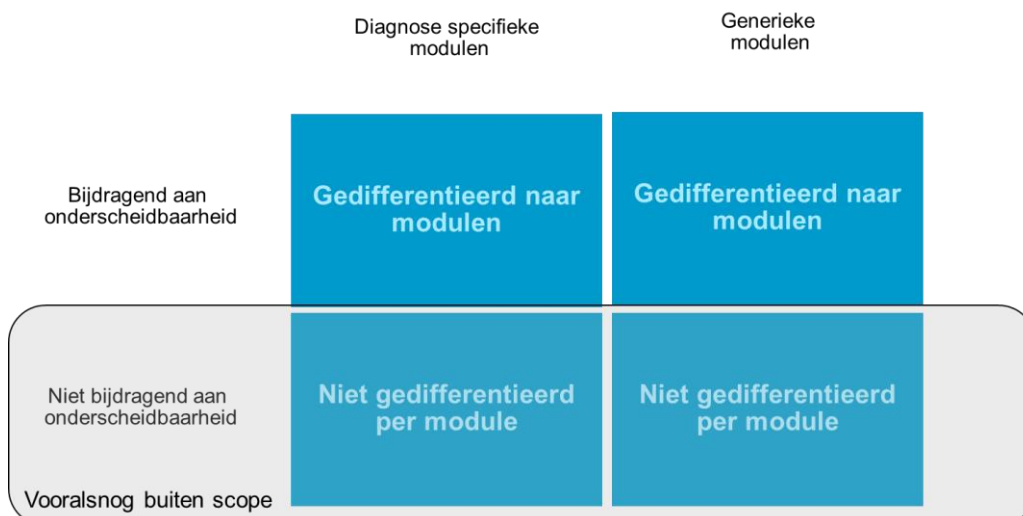 Diagnose specifieke
modulen
Generieke
modulen
Bijdragend aan
onderscheidbaarheid
Gedifferentieerd naar
modulen
Gedifferentieerd naar
modulen
Niet bijdragend aan
onderscheidbaarheid
Niet gedifferentieerd
per module
Niet gedifferentieerd
per module
Vooralsnog buiten scope